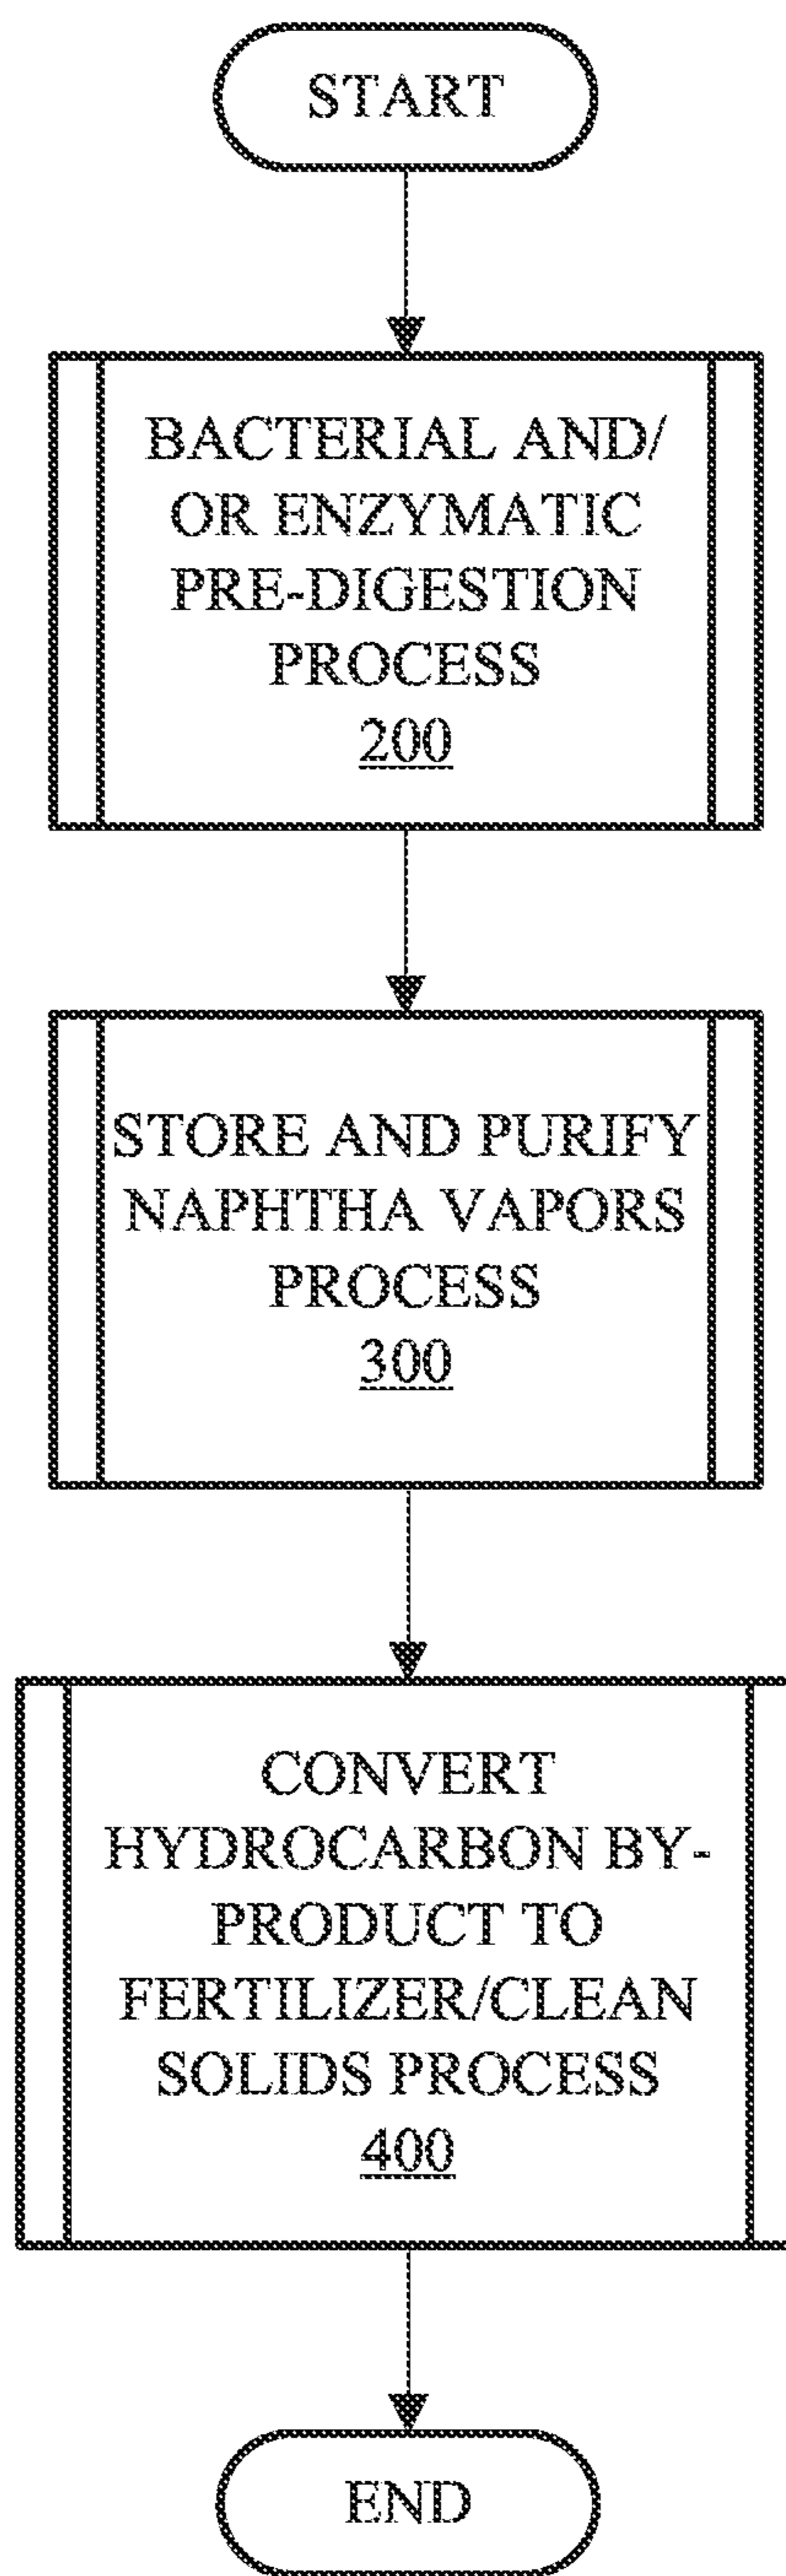 START
BACTERIAL AND/
OR ENZYMATIC
PRE-DIGESTION
PROCESS
200
STORE AND PURIFY
NAPHTHA VAPORS
PROCESS
300
CONVERT
HYDROCARBON BY-
PRODUCT TO
FERTILIZER/CLEAN
SOLIDS PROCESS
400
END